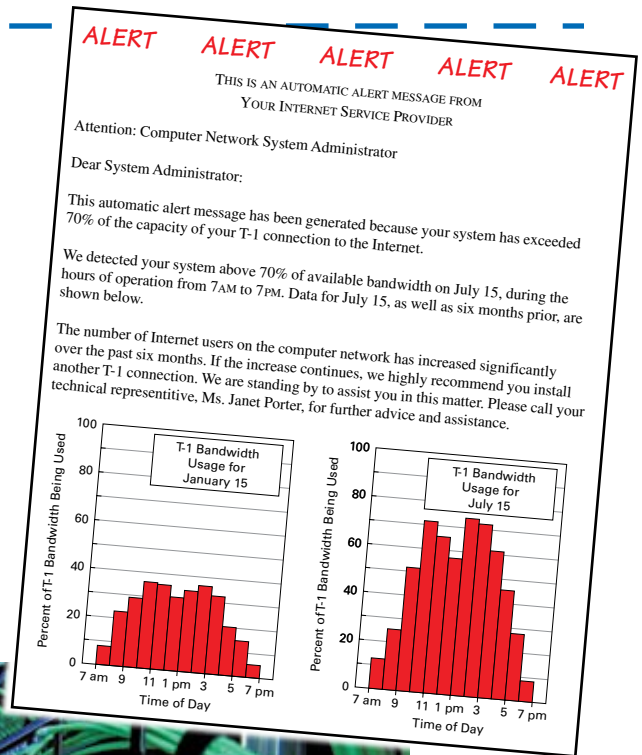 ALERT ALERT ALERT ALERT ALERT
THIS IS AN AUTOMATIC ALERT MESSAGE FROM
YOUR INTERNET SERVICE PROVIDER
Attention: Computer Network System Administrator
Dear System Administrator:
This automatic alert message has been generated because your system has exceeded
70% of the capacity of your T-1 connection to the Internet.
We detected your system above 70% of available bandwidth on July 15, during the
hours of operation from 7AM to 7PM. Data for July 15, as well as six months prior, are
shown below.
The number of Internet users on the computer network has increased significantly
over the past six months. If the increase continues, we highly recommend you install
another T-1 connection. We are standing by to assist you in this matter. Please call your
technical representitive, Ms. Janet Porter, for further advice and assistance.
Percent of T-1 Bandwidth Being Used
100
80
60
40
20
0
T-1 Bandwidth
Usage for
January 15
7 am 9 11 1 pm 3 5 7 pm
Time of Day
Percent of T-1 Bandwidth Being Used
100
80
60
40
20
0
T-1 Bandwidth
Usage for
July 15
7 am 9 11 1 pm 3 5 7 pm
Time of Day